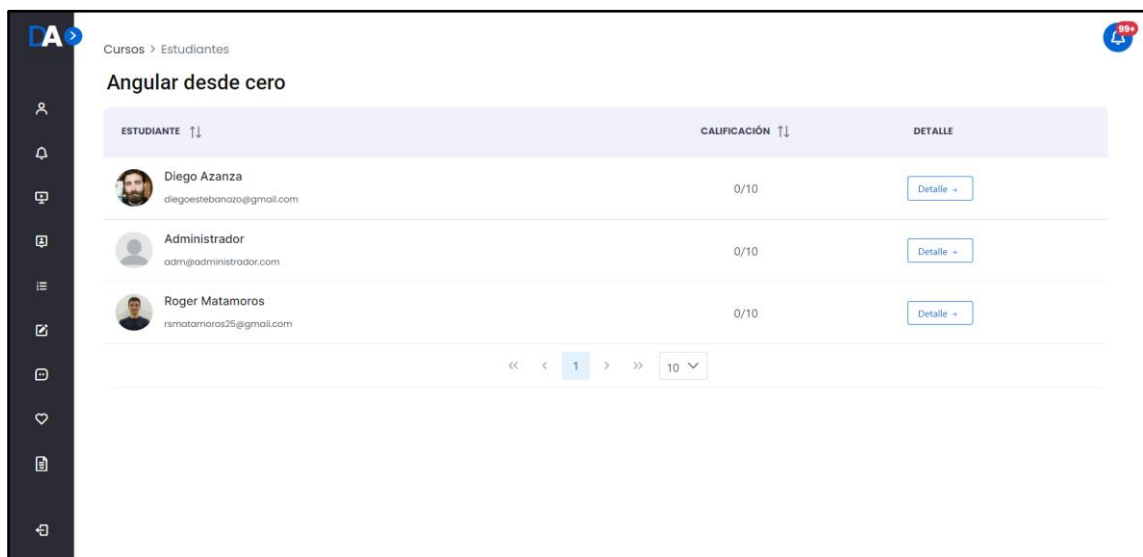 DA
99+
Cursos > Estudiantes
Angular desde cero
ESTUDIANTE CALIFICACIÓN DETALLE
Diego Azanza
diegoestebanazo@gmail.com
0/10 Detalle →
Administrador
adm@administrador.com
0/10 Detalle →
Roger Matamoros
rsmatamoros25@gmail.com
0/10 Detalle →
<< < 1 > >> 10